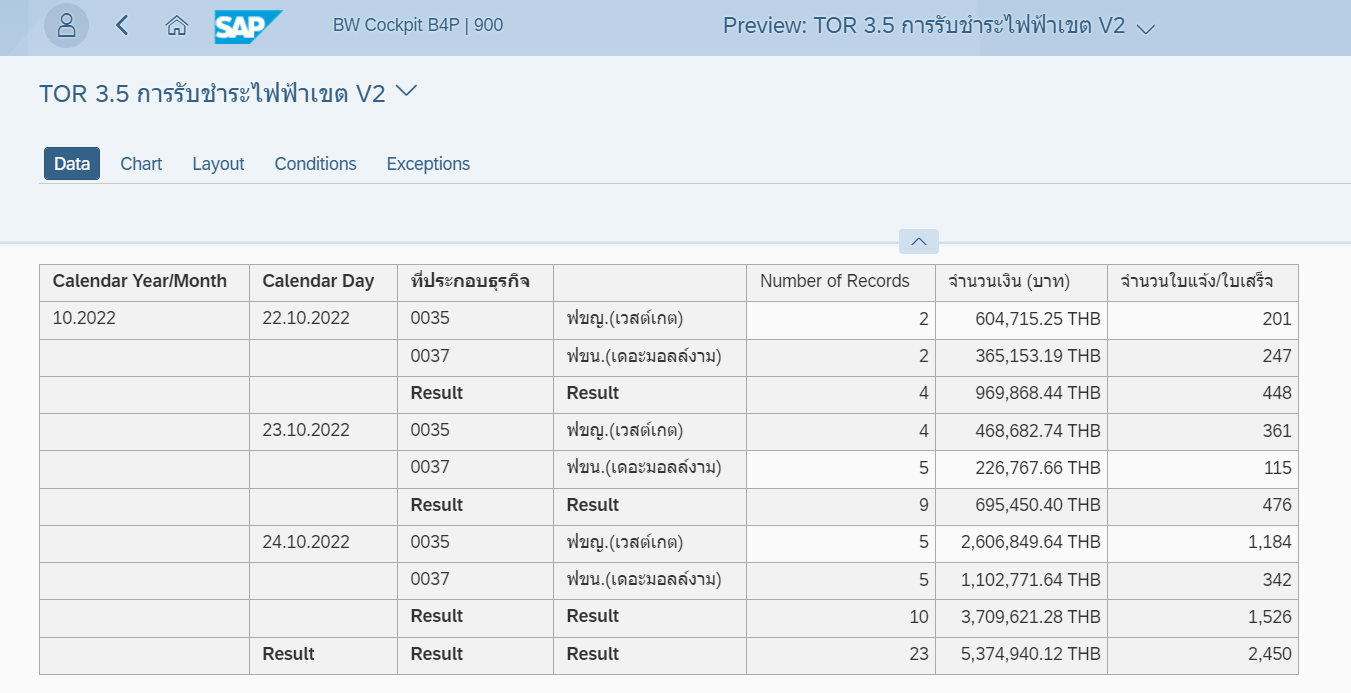 SAP BW Cockpit B4P | 900 Preview: TOR 3.5 การรับชำระไฟฟ้าเขต V2
TOR 3.5 การรับชำระไฟฟ้าเขต V2
Data Chart Layout Conditions Exceptions
Calendar Year/Month Calendar Day ที่ประกอบธุรกิจ Number of Records จำนวนเงิน (บาท) จำนวนใบแจ้ง/ใบเสร็จ
10.2022 22.10.2022 0035 ฟขญ.(เวสต์เกต) 2 604,715.25 THB 201
0037 ฟขน.(เดอะมอลล์งาม) 2 365,153.19 THB 247
Result Result 4 969,868.44 THB 448
23.10.2022 0035 ฟขญ.(เวสต์เกต) 4 468,682.74 THB 361
0037 ฟขน.(เดอะมอลล์งาม) 5 226,767.66 THB 115
Result Result 9 695,450.40 THB 476
24.10.2022 0035 ฟขญ.(เวสต์เกต) 5 2,606,849.64 THB 1,184
0037 ฟขน.(เดอะมอลล์งาม) 5 1,102,771.64 THB 342
Result Result 10 3,709,621.28 THB 1,526
Result Result Result 23 5,374,940.12 THB 2,450